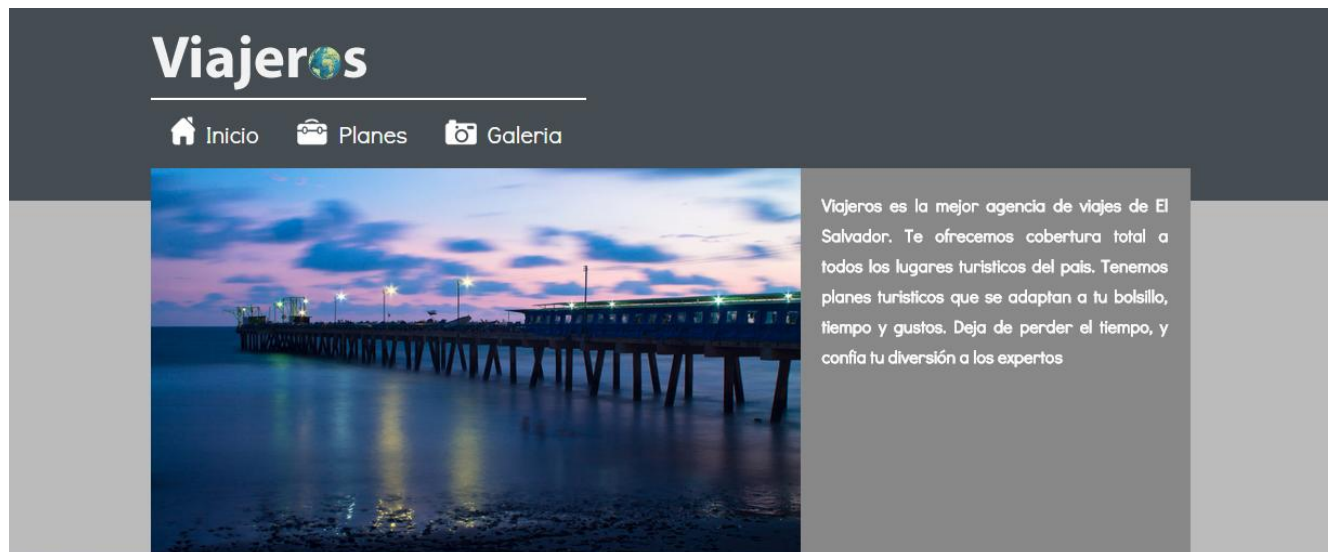 Viajeros
Inicio Planes Galeria
Viajeros es la mejor agencia de viajes de El
Salvador. Te ofrecemos cobertura total a
todos los lugares turisticos del pais. Tenemos
planes turisticos que se adaptan a tu bolsillo,
tiempo y gustos. Deja de perder el tiempo, y
confia tu diversión a los expertos